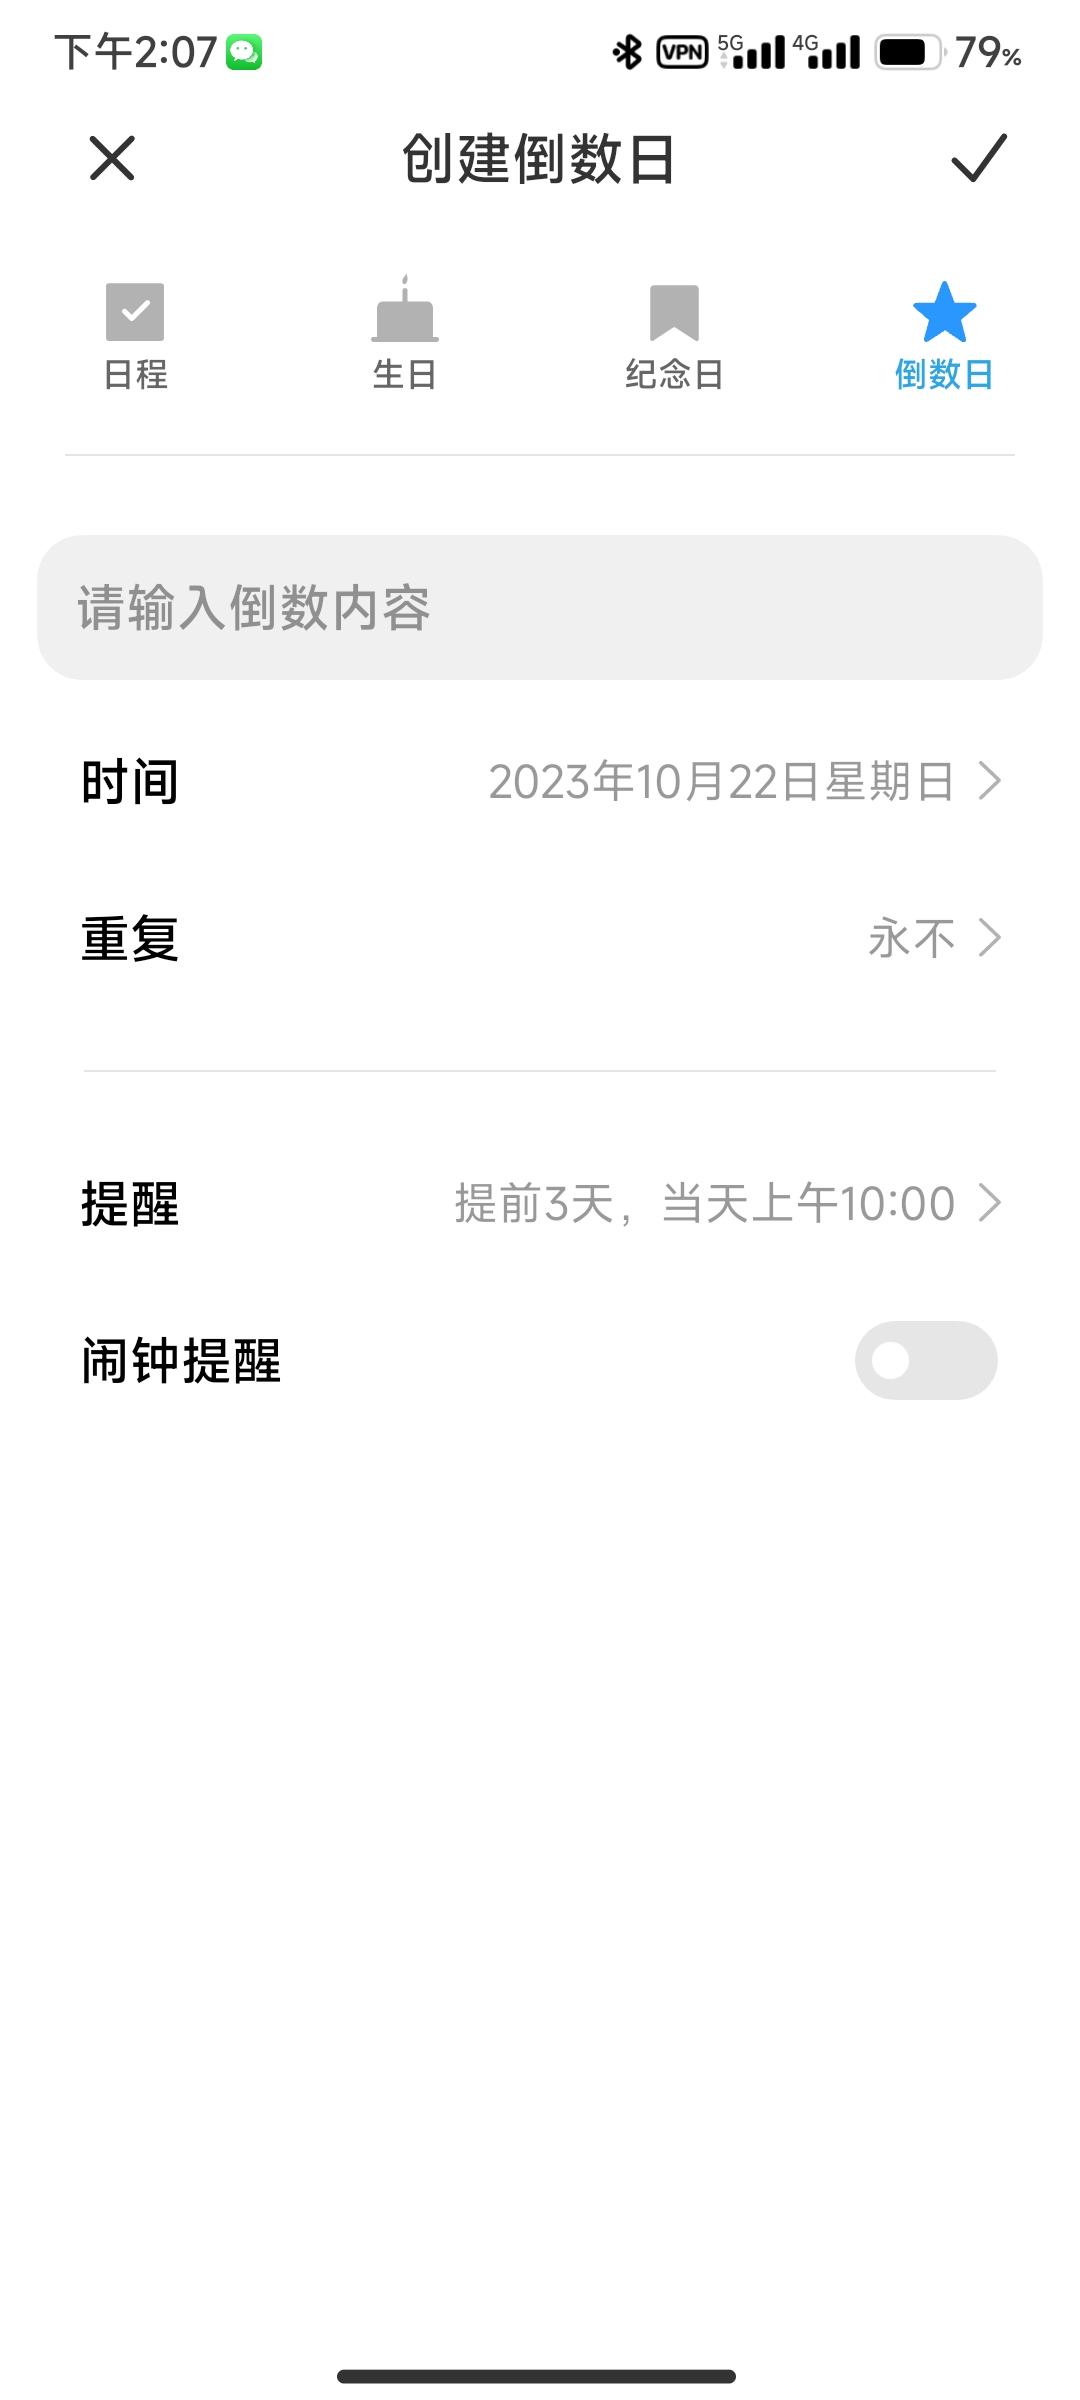 下午2:07 VPN 5G 4G 79%
创建倒数日
日程 生日 纪念日 倒数日
请输入倒数内容
时间 2023年10月22日星期日
重复 永不
提醒 提前3天，当天上午10:00
闹钟提醒